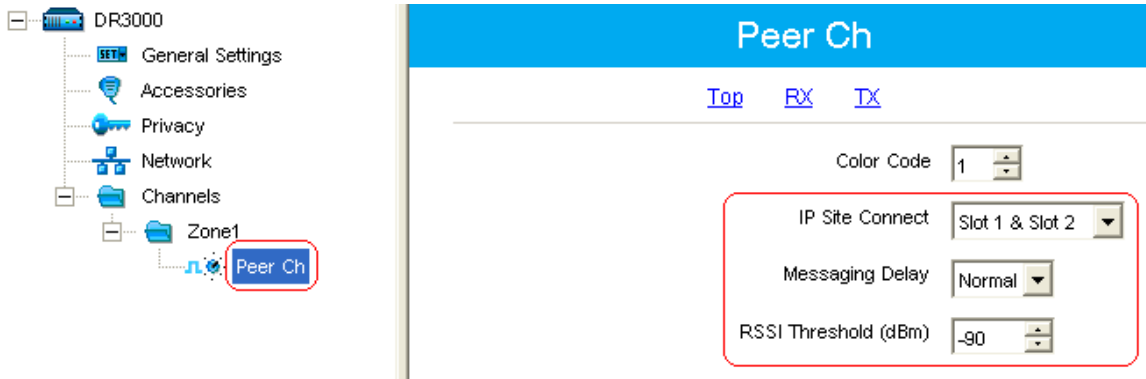 DR3000
SET
General Settings
Accessories
Privacy
Network
Channels
Zone1
Peer Ch
Peer Ch
Top RX TX
Color Code 1
IP Site Connect Slot 1 & Slot 2
Messaging Delay Normal
RSSI Threshold (dBm) -90